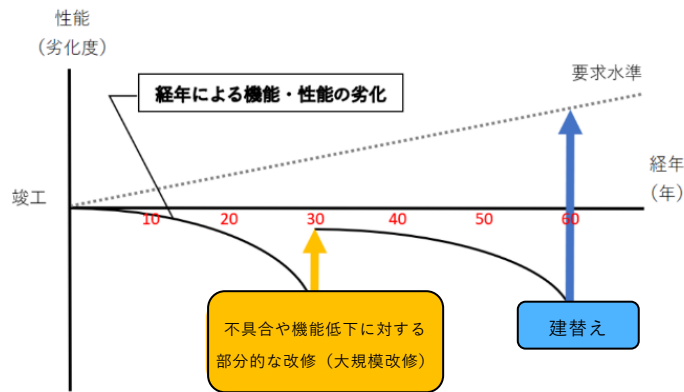 性能
（劣化度）
要求水準
経年による機能・性能の劣化
経年
（年）
竣工
10
20
30
40
50
60
不具合や機能低下に対する
部分的な改修（大規模改修）
建替え